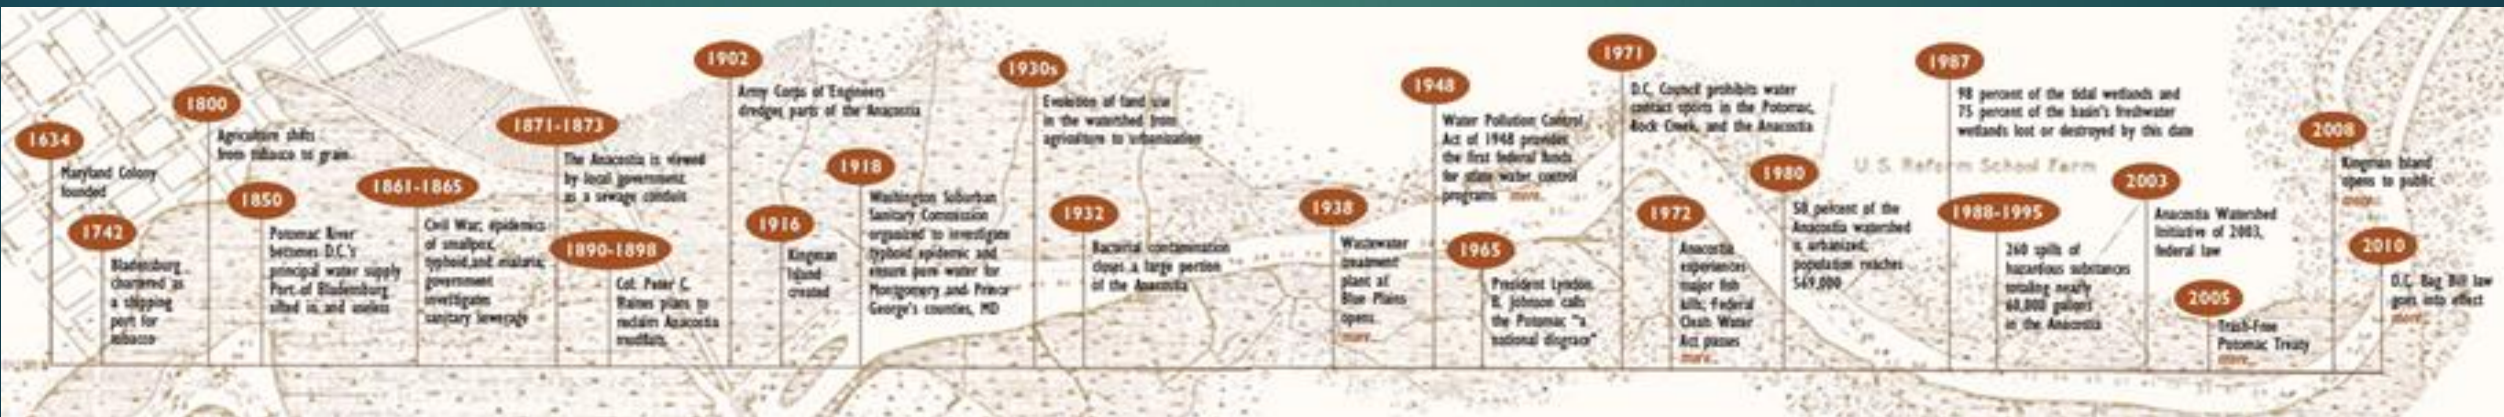 1634
Maryland Colony
founded
1742
Bladensburg
chartered as
a shipping
port for
tobacco
1800
Agriculture shifts
from tobacco to grain
1850
Potomac River
becomes D.C.'s
principal water supply
Port of Bladensburg
silted in and useless
1861-1865
Civil War; epidemics
of smallpox,
typhoid, and malaria;
government
investigates
sanitary sewerage
1871-1873
The Anacostia is viewed
by local government
as a sewage conduit
1890-1898
Col. Peter C.
Haines plans to
reclaim Anacostia
mudflats.
1902
Army Corps of Engineers
dredges parts of the Anacostia
1916
Kingman
Island
created
1918
Washington Suburban
Sanitary Commission
organized to investigate
typhoid epidemic and
ensure pure water for
Montgomery and Prince
George's counties, MD
1930s
Evolution of land use
in the watershed from
agriculture to urbanization
1932
Bacterial contamination
closes a large portion
of the Anacostia
1938
Wastewater
treatment
plant at
Blue Plains
opens.
more...
1948
Water Pollution Control
Act of 1948 provides
the first federal funds
for state water control
programs more...
1965
President Lyndon
B. Johnson calls
the Potomac "a
national disgrace"
1971
D.C. Council prohibits water
contact sports in the Potomac,
Rock Creek, and the Anacostia
1972
Anacostia
experiences
major fish
kills; Federal
Clean Water
Act passes
more...
1980
50 percent of the
Anacostia watershed
is urbanized;
population reaches
569,000
1987
98 percent of the tidal wetlands and
75 percent of the basin's freshwater
wetlands lost or destroyed by this date
U.S. Reform School Farm
1988-1995
260 spills of
hazardous substances
totaling nearly
60,000 gallons
in the Anacostia
2003
Anacostia Watershed
Initiative of 2003,
federal law
2005
Trash-Free
Potomac Treaty
more...
2008
Kingman Island
opens to public
more...
2010
D.C. Bag Bill law
goes into effect
more...